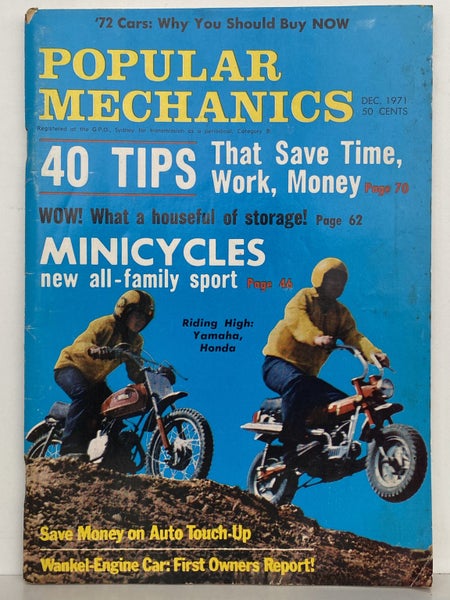 '72 Cars: Why You Should Buy NOW
POPULAR
MECHANICS
DEC. 1971
50 CENTS
Registered at the G.P.O., Sydney for transmission as a periodical, Category B
40 TIPS
That Save Time,
Work, Money Page 70
WOW! What a houseful of storage! Page 62
MINICYCLES
new all-family sport Page 46
Riding High:
Yamaha,
Honda
Save Money on Auto Touch-Up
Wankel-Engine Car: First Owners Report!